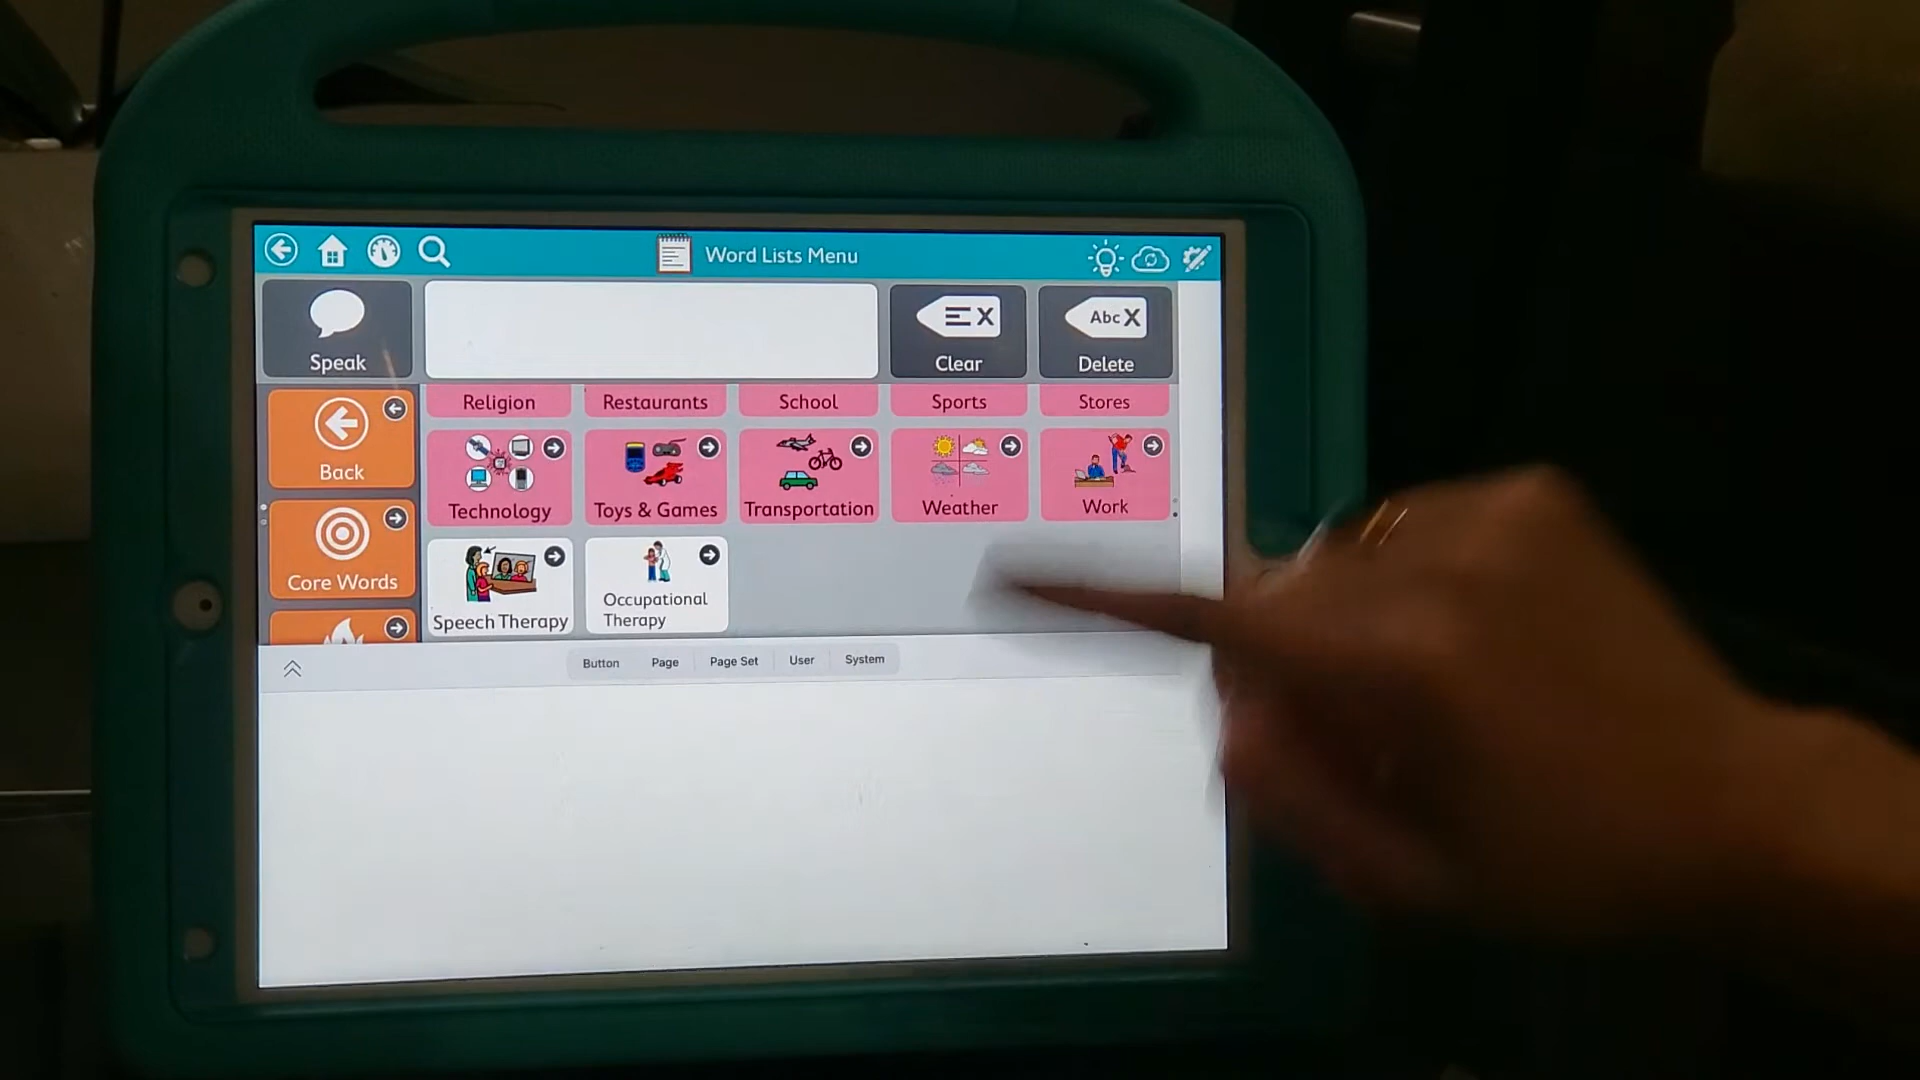 Word Lists Menu
Speak
Clear
Abc X
Delete
Back
Religion
Restaurants
School
Sports
Stores
Technology
Toys & Games
Transportation
Weather
Work
Core Words
Speech Therapy
Occupational
Therapy
Button
Page
Page Set
User
System